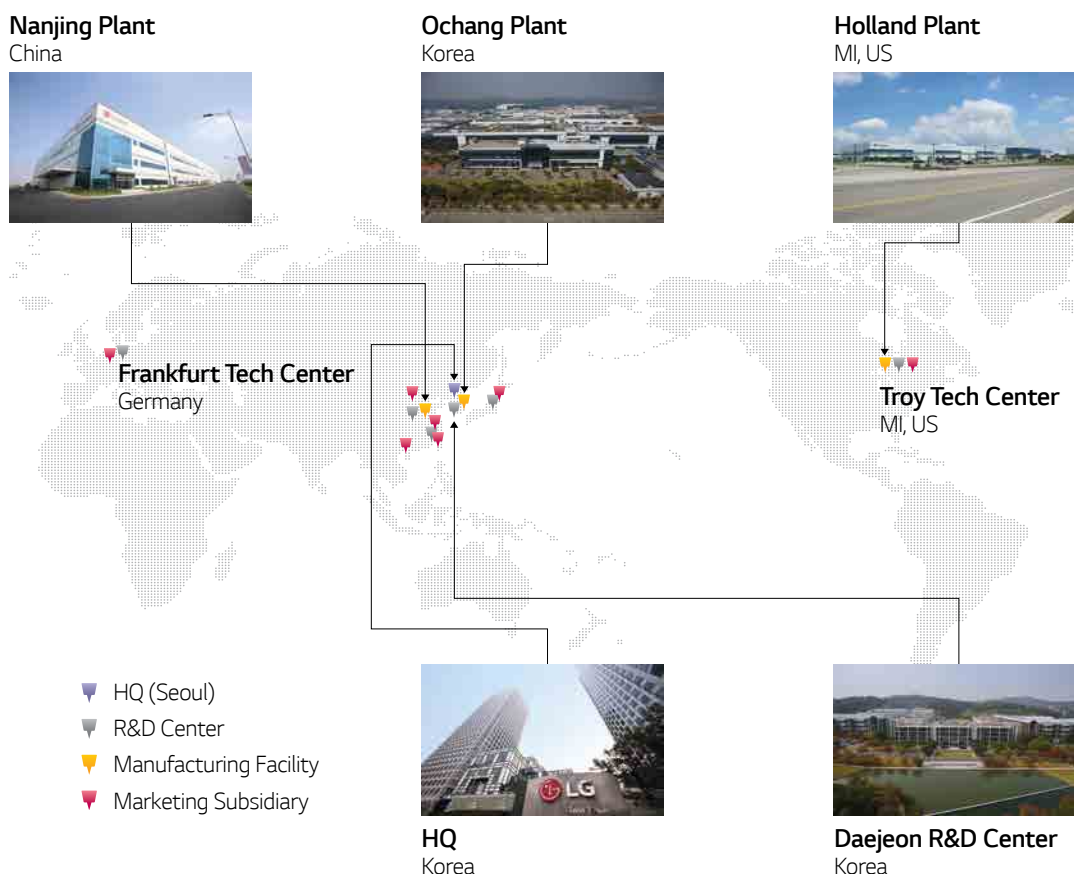 Nanjing Plant
China
Ochang Plant
Korea
Holland Plant
MI, US
Frankfurt Tech Center
Germany
Troy Tech Center
MI, US
HQ (Seoul)
R&D Center
Manufacturing Facility
Marketing Subsidiary
LG
HQ
Korea
Daejeon R&D Center
Korea